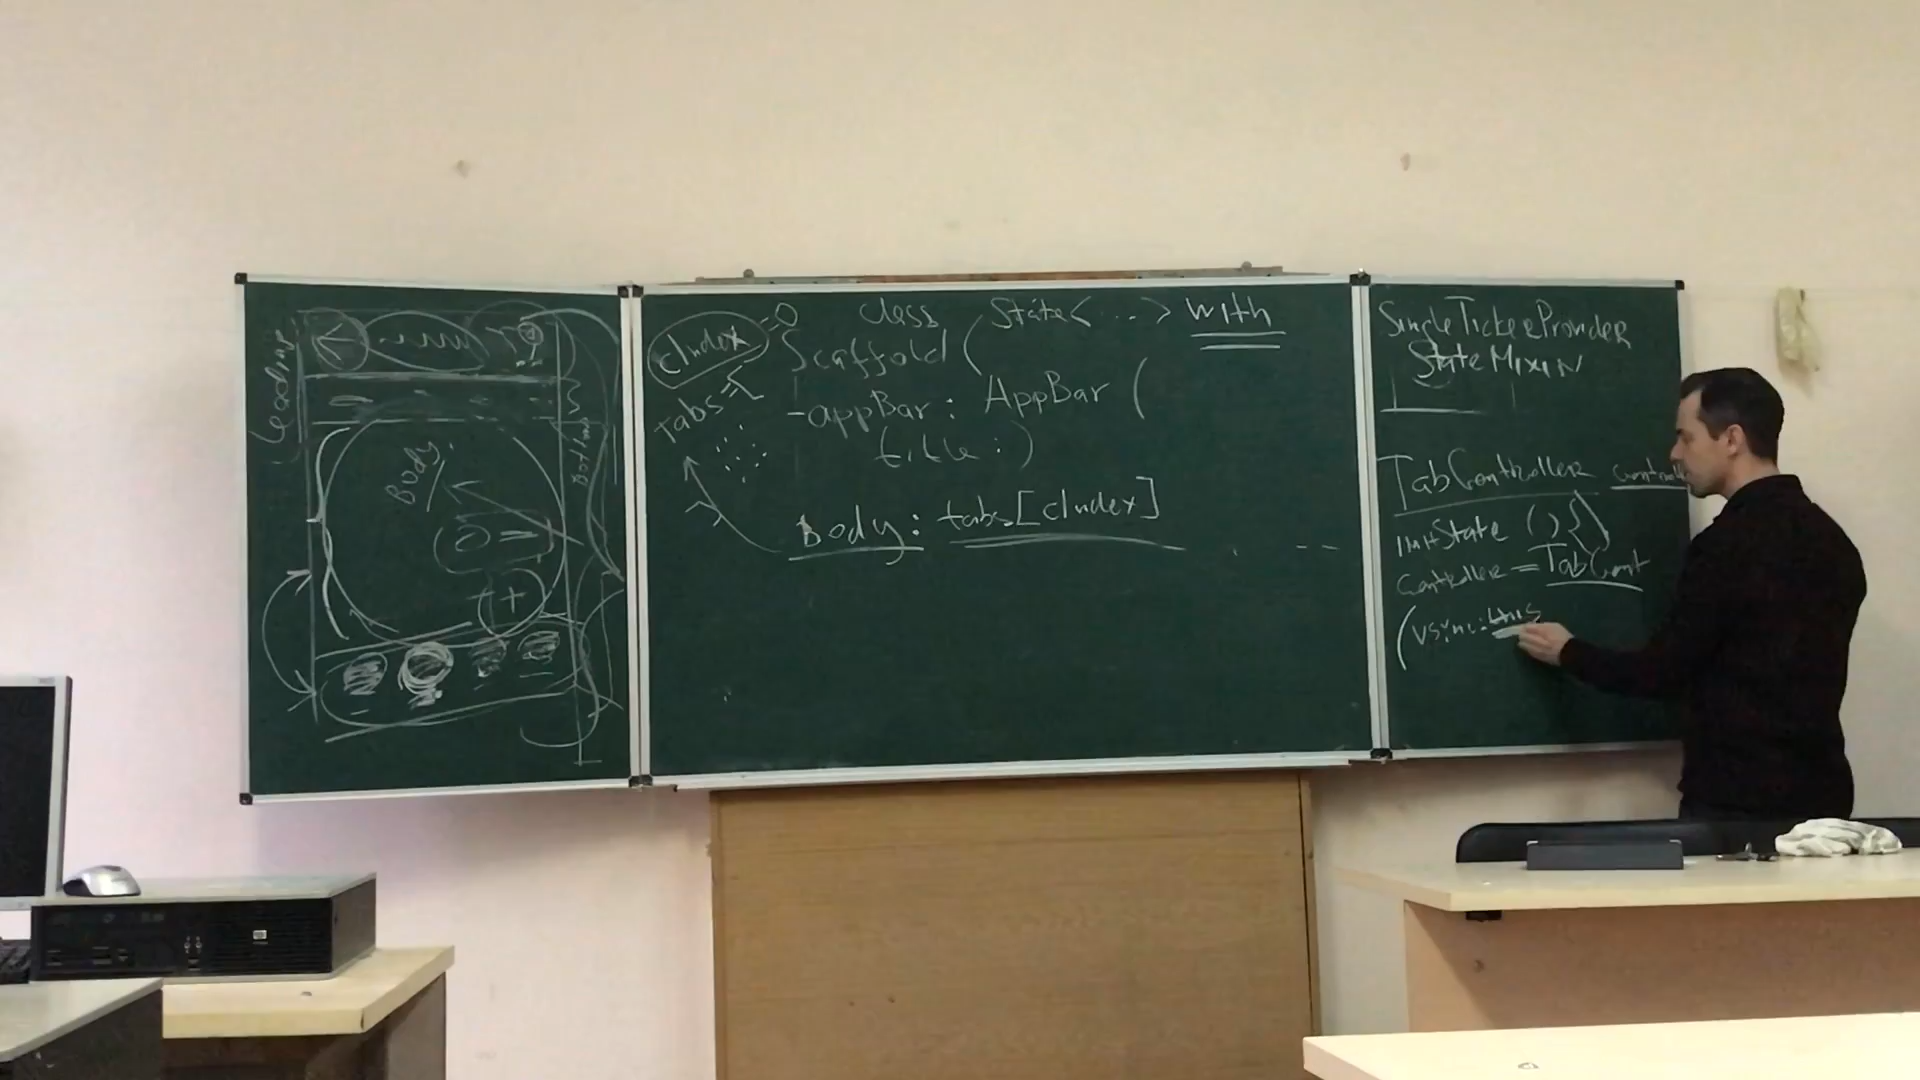 Leading
Body
cIndex = 0
Tabs = [
class State<...> with
Scaffold (
- appBar: AppBar (
title: )
Body: tabs[cIndex]
SingleTickerProvider
StateMixin
TabController controlle
initState () {
controller = TabCont
(vsync: this